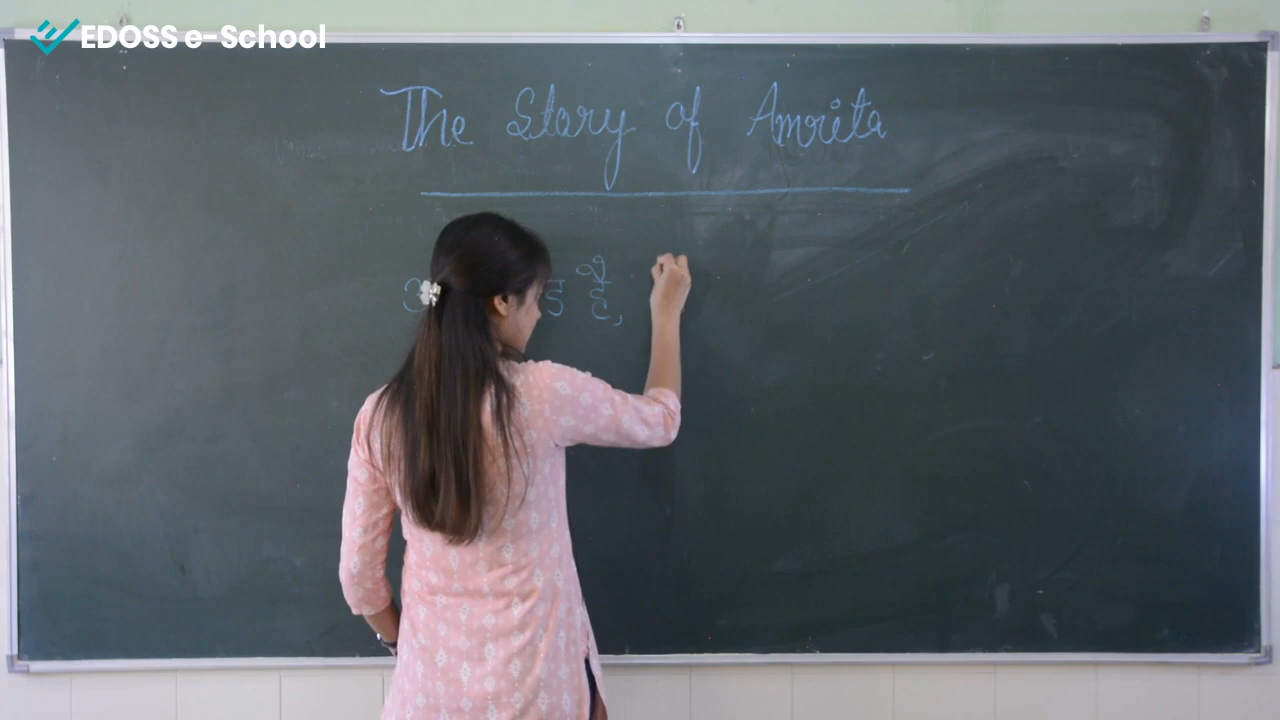 EDOSS e-School
The Story of Amrita
हैं,